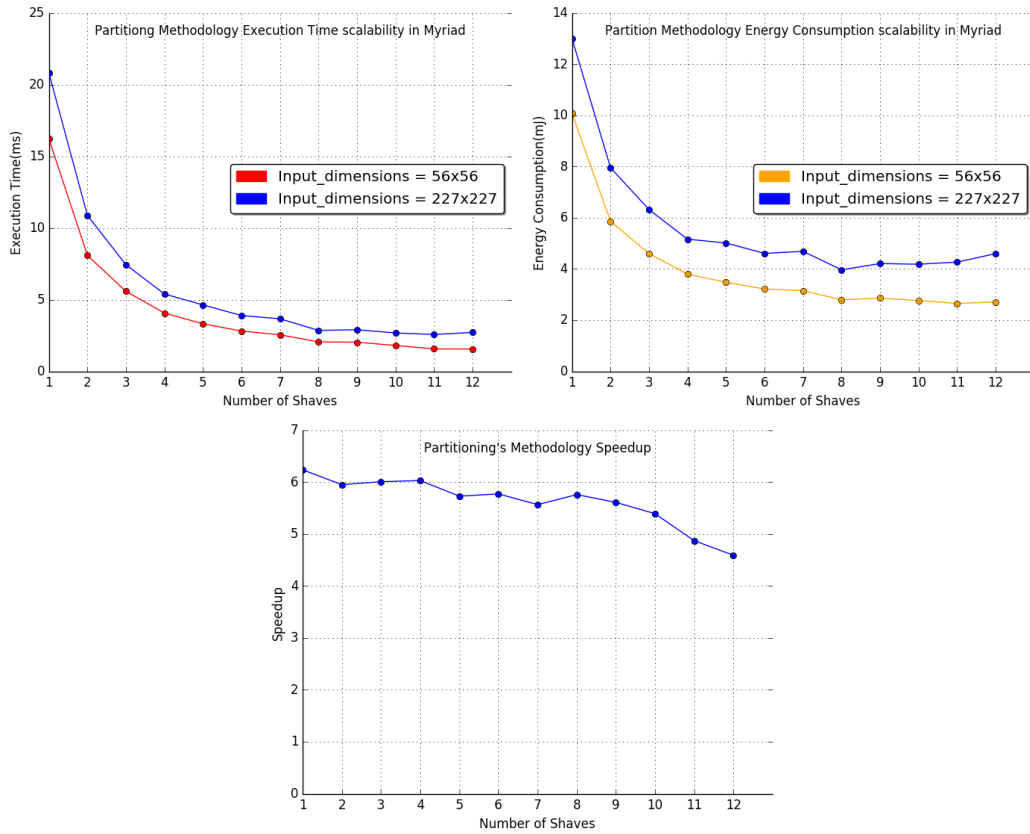 Partitiong Methodology Execution Time scalability in Myriad
25
20
15
10
5
0
Execution Time(ms)
Input_dimensions = 56x56
Input_dimensions = 227x227
1 2 3 4 5 6 7 8 9 10 11 12
Number of Shaves
Partition Methodology Energy Consumption scalability in Myriad
14
12
10
8
6
4
2
0
Energy Consumption(mJ)
Input_dimensions = 56x56
Input_dimensions = 227x227
1 2 3 4 5 6 7 8 9 10 11 12
Number of Shaves
Partitioning's Methodology Speedup
7
6
5
4
3
2
1
0
Speedup
1 2 3 4 5 6 7 8 9 10 11 12
Number of Shaves